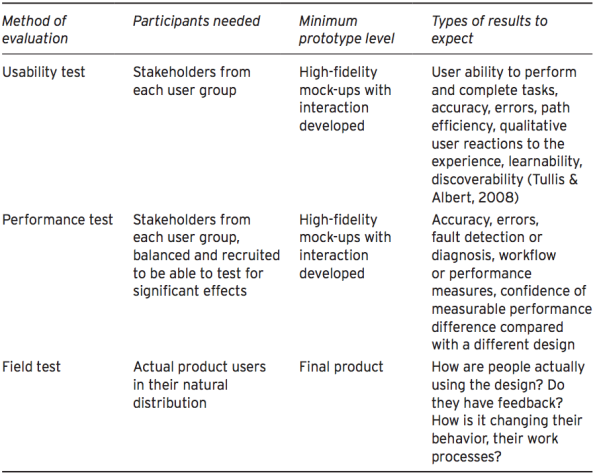 Method of evaluation
Participants needed
Minimum prototype level
Types of results to expect
Usability test
Stakeholders from
each user group
High-fidelity
mock-ups with
interaction
developed
User ability to perform
and complete tasks,
accuracy, errors, path
efficiency, qualitative
user reactions to the
experience, learnability,
discoverability (Tullis &
Albert, 2008)
Performance test
Stakeholders from
each user group,
balanced and recruited
to be able to test for
significant effects
High-fidelity
mock-ups with
interaction
developed
Accuracy, errors,
fault detection or
diagnosis, workflow
or performance
measures, confidence of
measurable performance
difference compared
with a different design
Field test
Actual product users
in their natural
distribution
Final product
How are people actually
using the design? Do
they have feedback?
How is it changing their
behavior, their work
processes?